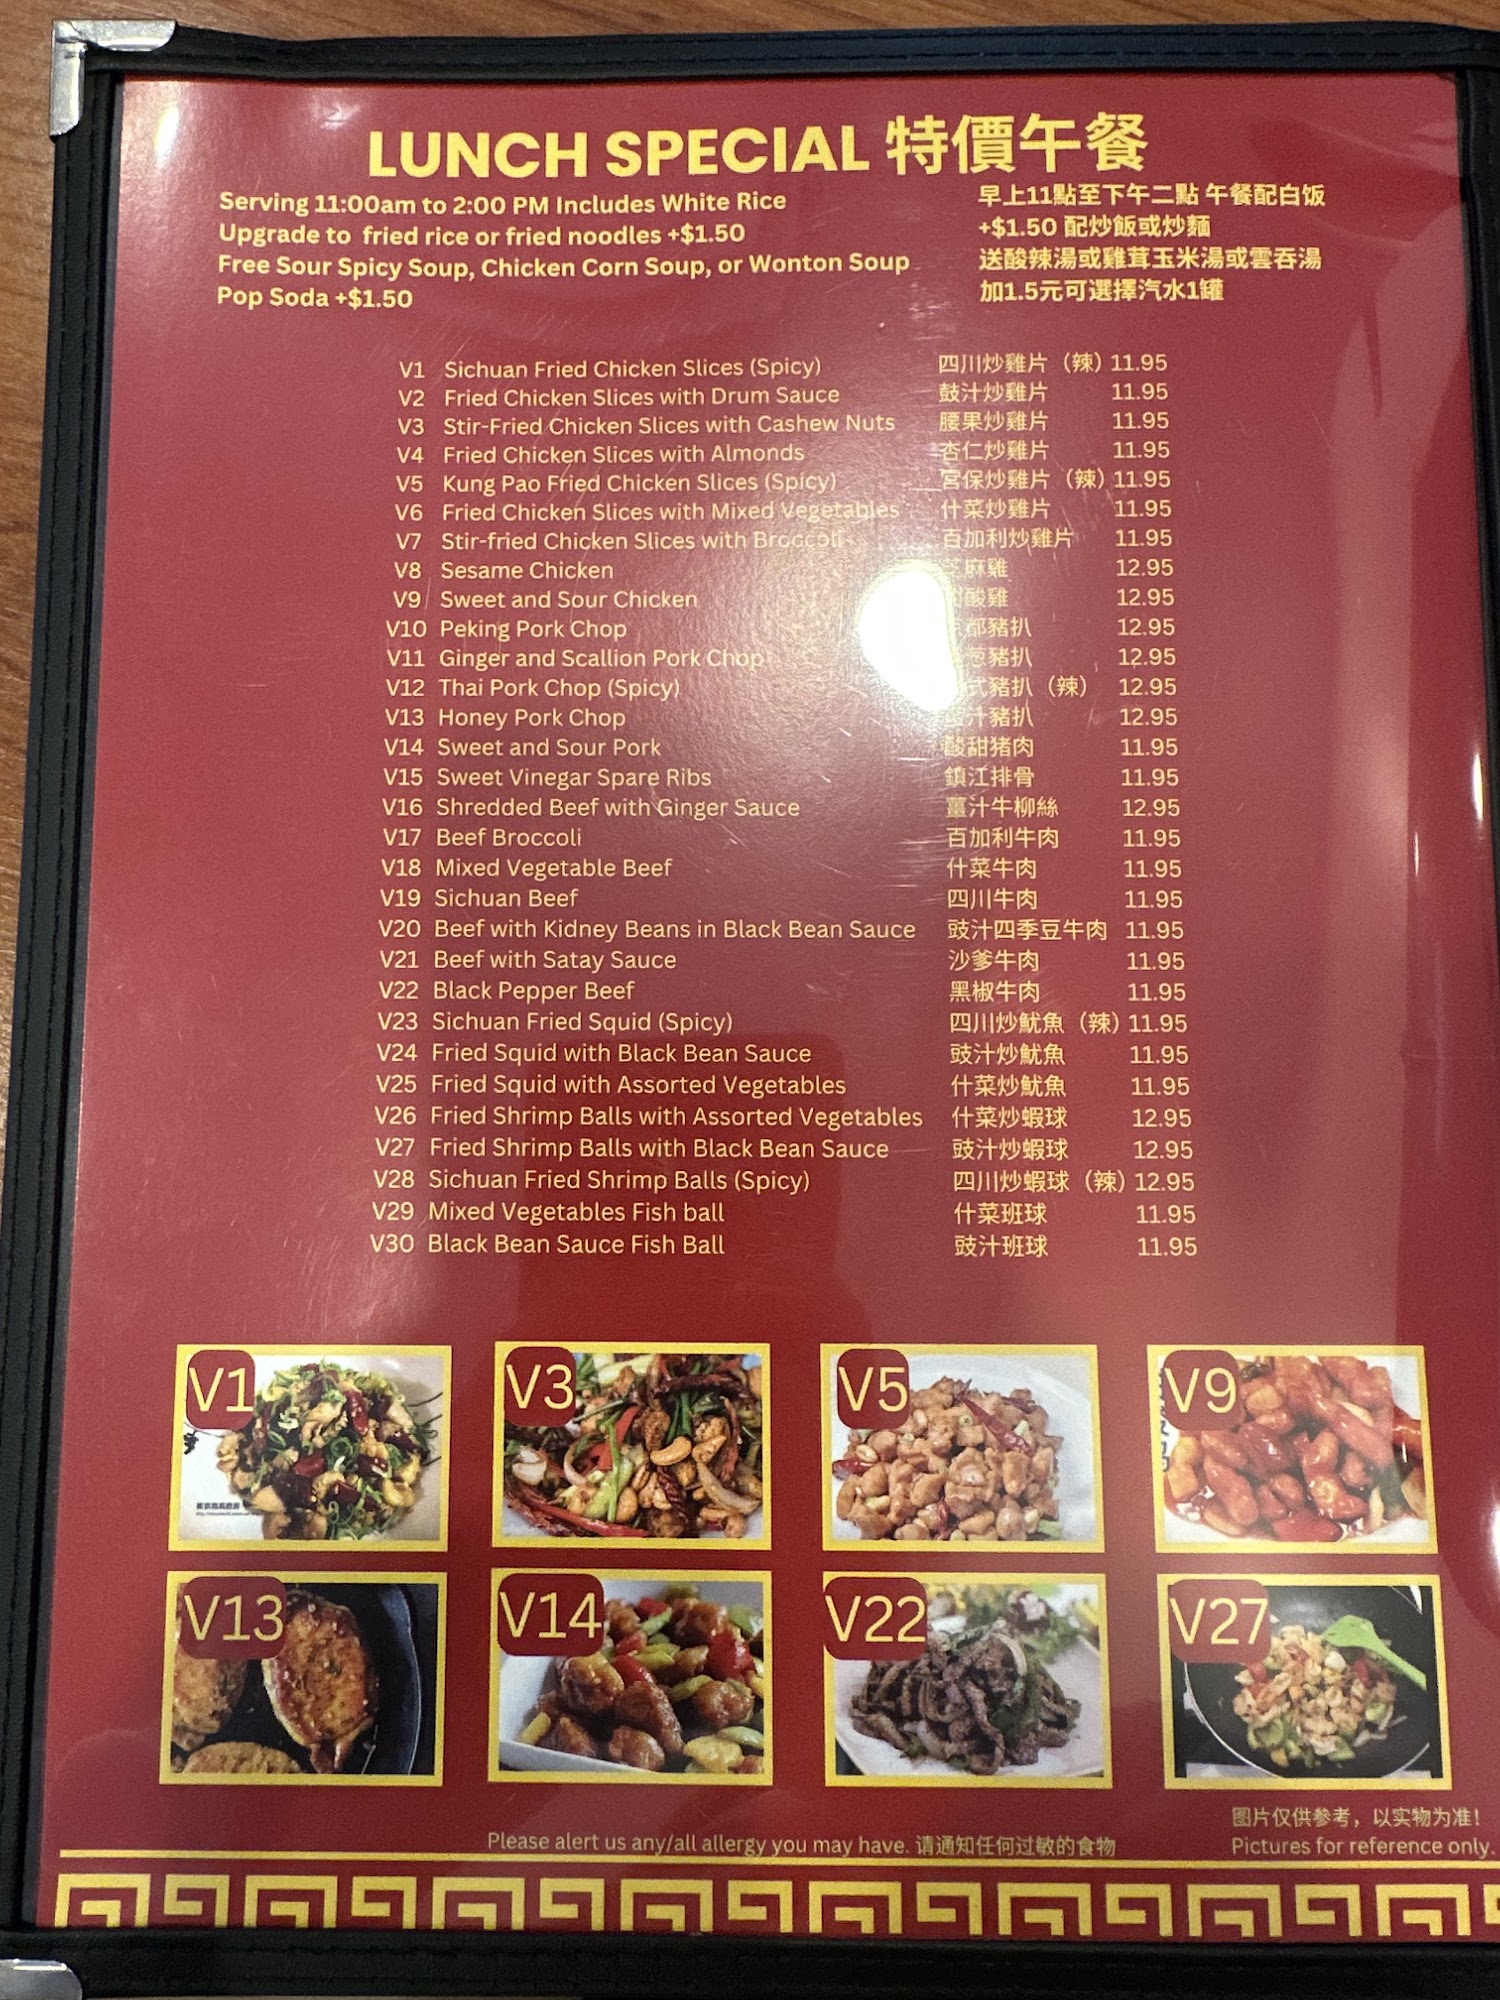 LUNCH SPECIAL 特價午餐
Serving 11:00am to 2:00 PM Includes White Rice
Upgrade to fried rice or fried noodles +$1.50
Free Sour Spicy Soup, Chicken Corn Soup, or Wonton Soup
Pop Soda +$1.50
早上11點至下午二點 午餐配白饭
+$1.50 配炒飯或炒麵
送酸辣湯或雞茸玉米湯或雲吞湯
加1.5元可選擇汽水1罐
V1 Sichuan Fried Chicken Slices (Spicy) 四川炒雞片（辣）11.95
V2 Fried Chicken Slices with Drum Sauce 鼓汁炒雞片 11.95
V3 Stir-Fried Chicken Slices with Cashew Nuts 腰果炒雞片 11.95
V4 Fried Chicken Slices with Almonds 杏仁炒雞片 11.95
V5 Kung Pao Fried Chicken Slices (Spicy) 宮保炒雞片（辣）11.95
V6 Fried Chicken Slices with Mixed Vegetables 什菜炒雞片 11.95
V7 Stir-fried Chicken Slices with Broccoli 百加利炒雞片 11.95
V8 Sesame Chicken 芝麻雞 12.95
V9 Sweet and Sour Chicken 酸雞 12.95
V10 Peking Pork Chop 都豬扒 12.95
V11 Ginger and Scallion Pork Chop 葱豬扒 12.95
V12 Thai Pork Chop (Spicy) 式豬扒（辣） 12.95
V13 Honey Pork Chop 汁豬扒 12.95
V14 Sweet and Sour Pork 酸甜猪肉 11.95
V15 Sweet Vinegar Spare Ribs 鎮江排骨 11.95
V16 Shredded Beef with Ginger Sauce 薑汁牛柳絲 12.95
V17 Beef Broccoli 百加利牛肉 11.95
V18 Mixed Vegetable Beef 什菜牛肉 11.95
V19 Sichuan Beef 四川牛肉 11.95
V20 Beef with Kidney Beans in Black Bean Sauce 豉汁四季豆牛肉 11.95
V21 Beef with Satay Sauce 沙爹牛肉 11.95
V22 Black Pepper Beef 黑椒牛肉 11.95
V23 Sichuan Fried Squid (Spicy) 四川炒魷魚（辣）11.95
V24 Fried Squid with Black Bean Sauce 豉汁炒魷魚 11.95
V25 Fried Squid with Assorted Vegetables 什菜炒魷魚 11.95
V26 Fried Shrimp Balls with Assorted Vegetables 什菜炒蝦球 12.95
V27 Fried Shrimp Balls with Black Bean Sauce 豉汁炒蝦球 12.95
V28 Sichuan Fried Shrimp Balls (Spicy) 四川炒蝦球（辣）12.95
V29 Mixed Vegetables Fish ball 什菜班球 11.95
V30 Black Bean Sauce Fish Ball 豉汁班球 11.95
V1 V3 V5 V9
V13 V14 V22 V27
图片仅供参考，以实物为准!
Please alert us any/all allergy you may have. 请通知任何过敏的食物
Pictures for reference only.